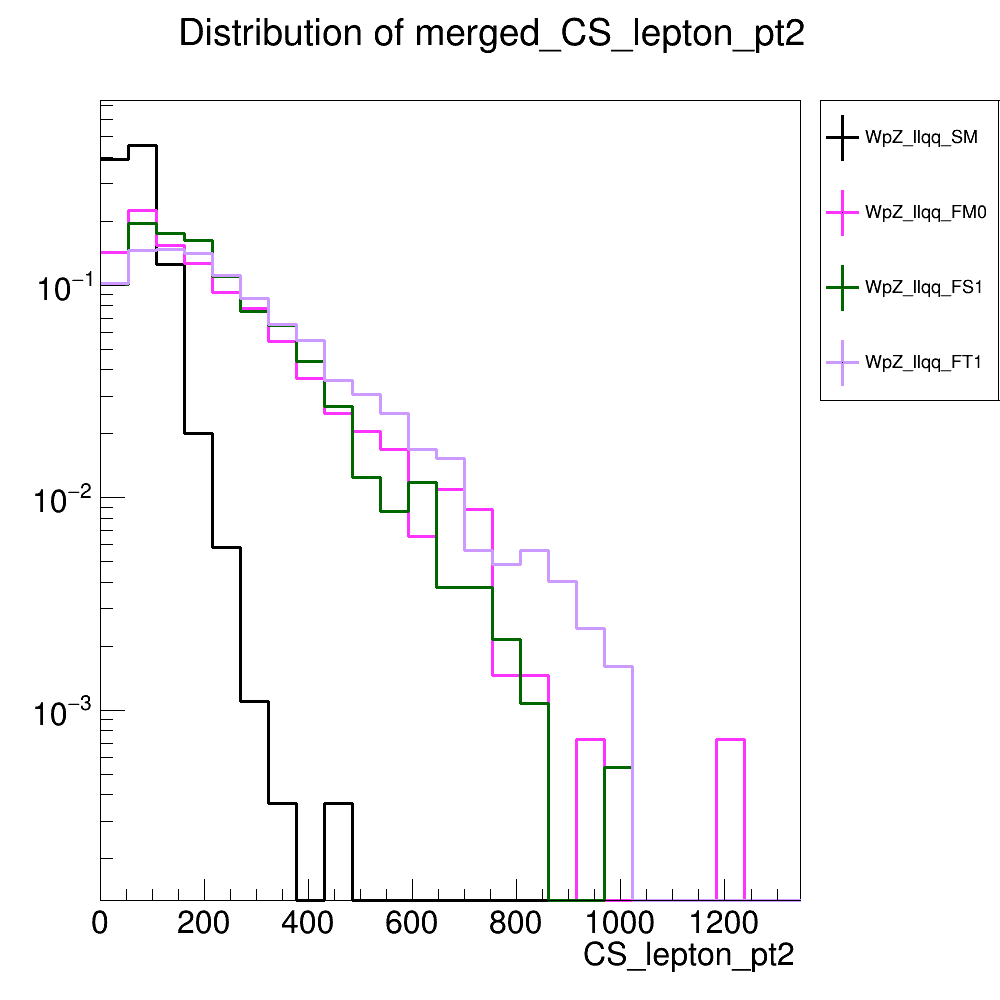 Distribution of merged_CS_lepton_pt2
WpZ_llqq_SM
WpZ_llqq_FM0
WpZ_llqq_FS1
WpZ_llqq_FT1
10⁻¹
10⁻²
10⁻³
0 200 400 600 800 1000 1200
CS_lepton_pt2